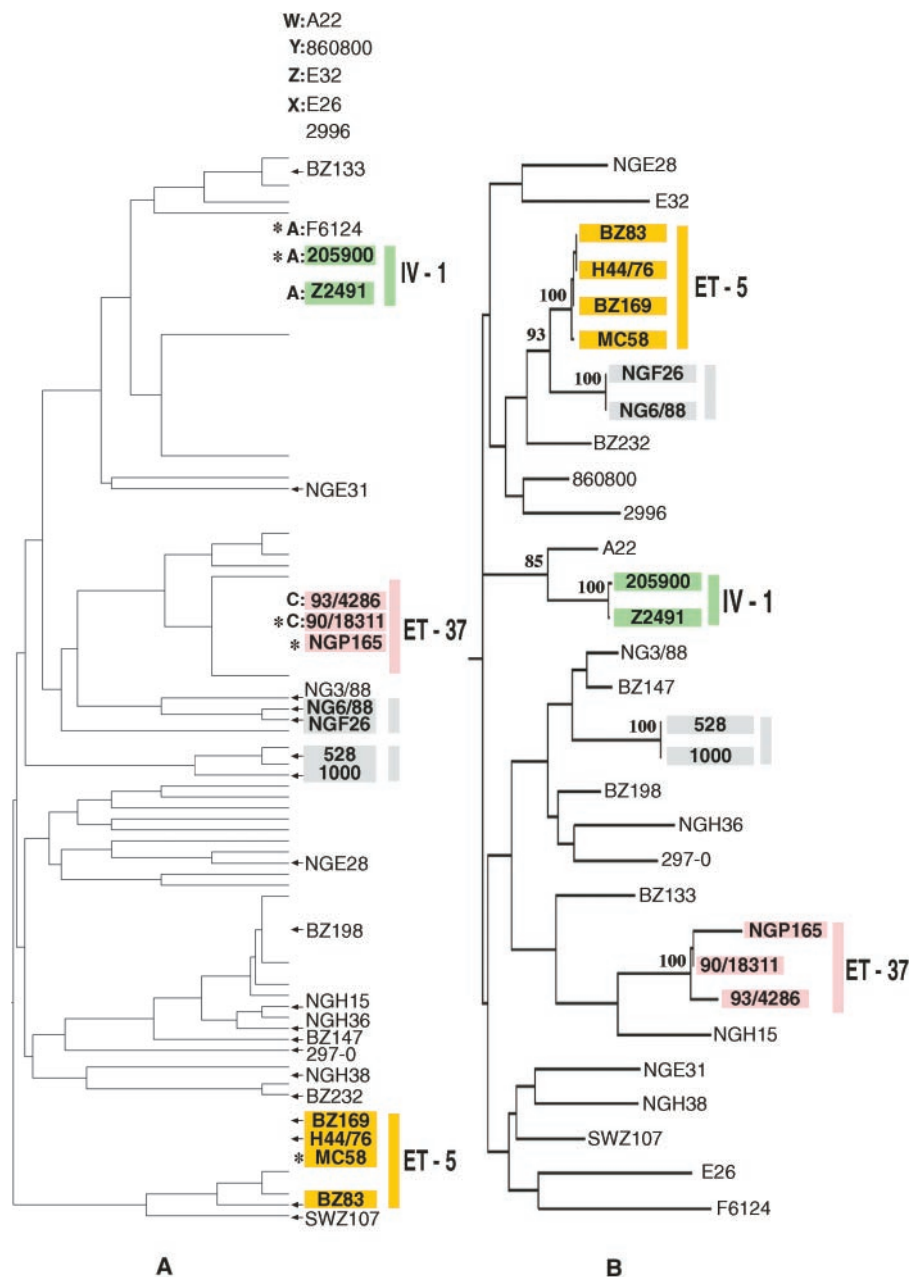 W:A22
Y:860800
Z:E32
X:E26
2996
BZ133
*A:F6124
*A:205900
IV - 1
A:Z2491
NGE31
C:93/4286
*C:90/18311
ET - 37
* NGP165
NG3/88
NG6/88
NGF26
528
1000
NGE28
BZ198
NGH15
NGH36
BZ147
297-0
NGH38
BZ232
BZ169
H44/76
* MC58
ET - 5
BZ83
SWZ107
A
NGE28
E32
BZ83
H44/76
ET - 5
100
BZ169
93
MC58
NGF26
100
NG6/88
BZ232
860800
2996
A22
85
205900
100
IV - 1
Z2491
NG3/88
BZ147
528
100
1000
BZ198
NGH36
297-0
BZ133
NGP165
100
90/18311
ET - 37
93/4286
NGH15
NGE31
NGH38
SWZ107
E26
F6124
B